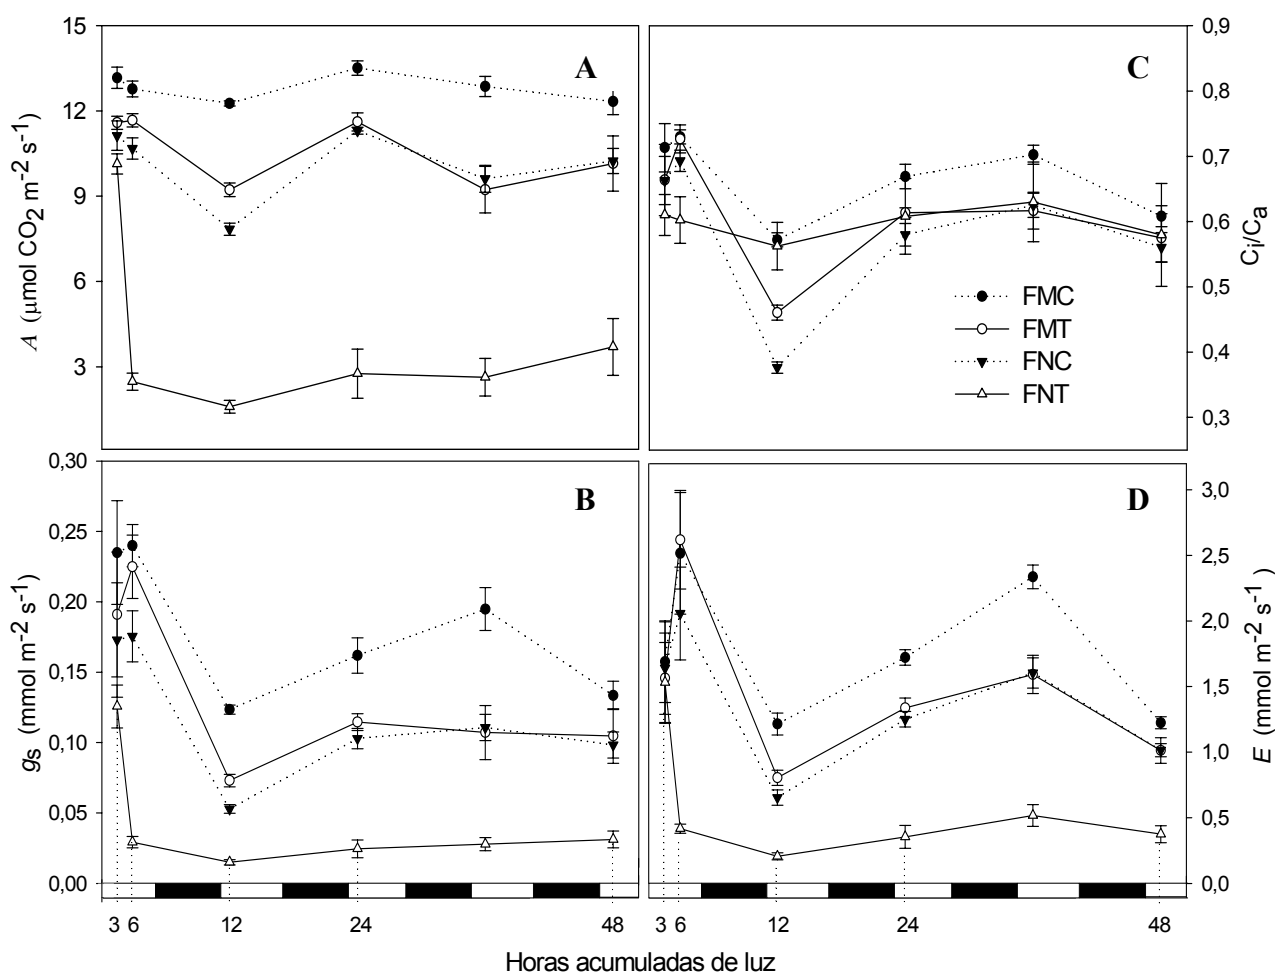 15
12
9
6
3
A (μmol CO2 m-2 s-1)
A
0,9
0,8
0,7
0,6
0,5
0,4
0,3
Ci/Ca
C
FMC
FMT
FNC
FNT
0,30
0,25
0,20
0,15
0,10
0,05
0,00
gs (mmol m-2 s-1)
B
3,0
2,5
2,0
1,5
1,0
0,5
0,0
E (mmol m-2 s-1)
D
3 6 12 24 48
3 6 12 24 48
Horas acumuladas de luz